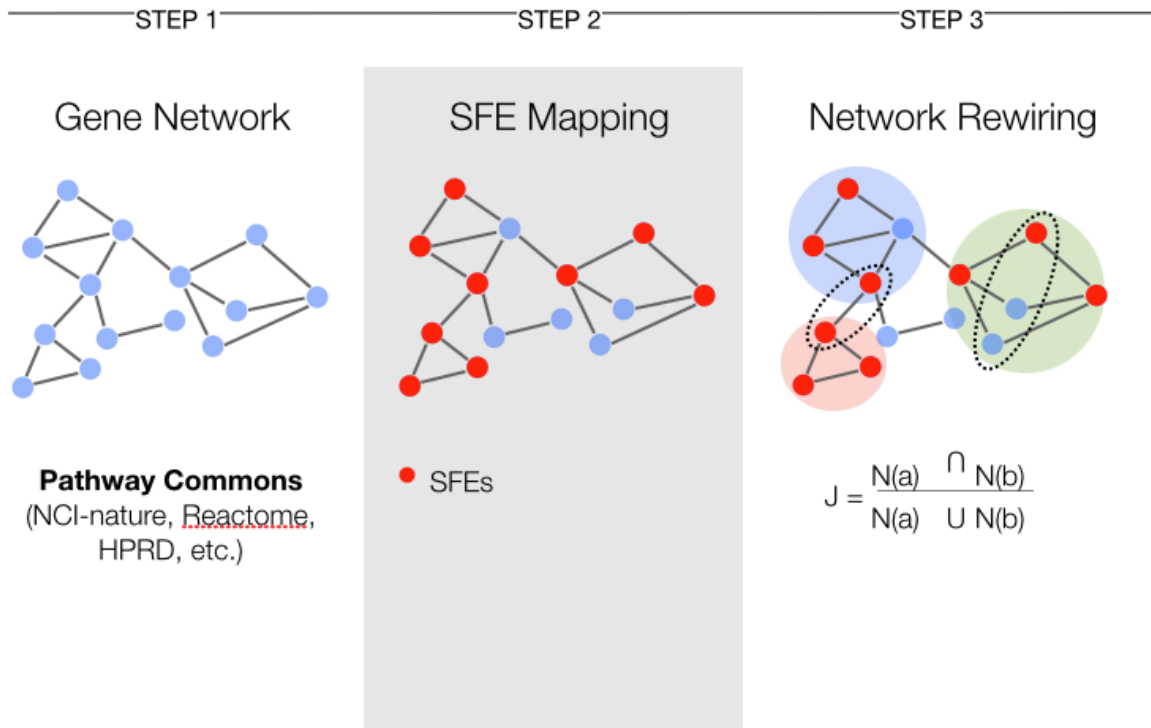 STEP 1
STEP 2
STEP 3
Gene Network
SFE Mapping
Network Rewiring
Pathway Commons
(NCI-nature, Reactome,
HPRD, etc.)
SFEs
J = N(a) ∩ N(b)
N(a) ∪ N(b)